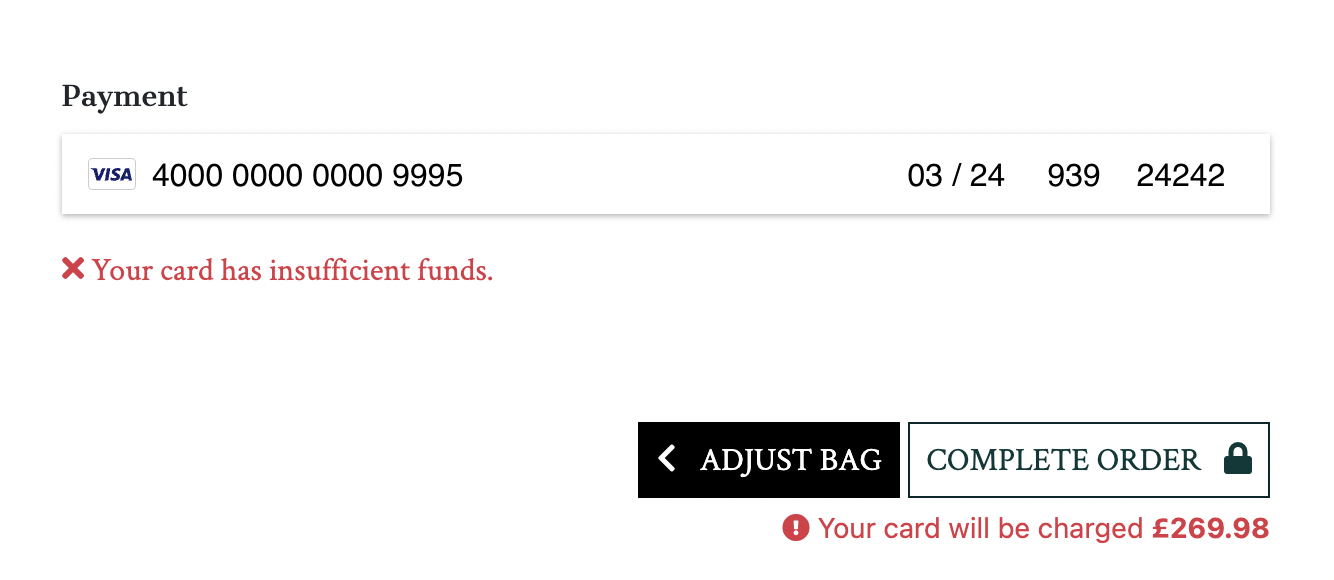 Payment
VISA 4000 0000 0000 9995 03 / 24 939 24242
Your card has insufficient funds.
ADJUST BAG COMPLETE ORDER
Your card will be charged £269.98